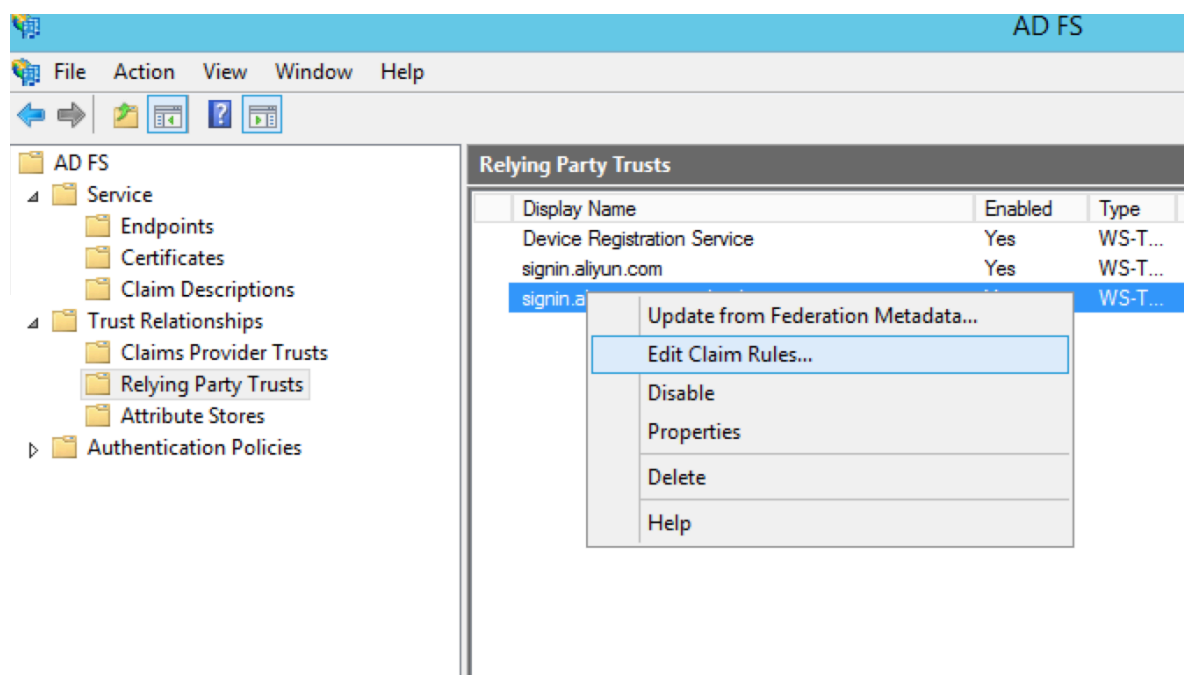 AD FS
File Action View Window Help
AD FS
Service
Endpoints
Certificates
Claim Descriptions
Trust Relationships
Claims Provider Trusts
Relying Party Trusts
Attribute Stores
Authentication Policies
Relying Party Trusts
Display Name Enabled Type
Device Registration Service Yes WS-T...
signin.aliyun.com Yes WS-T...
signin.a WS-T...
Update from Federation Metadata...
Edit Claim Rules...
Disable
Properties
Delete
Help